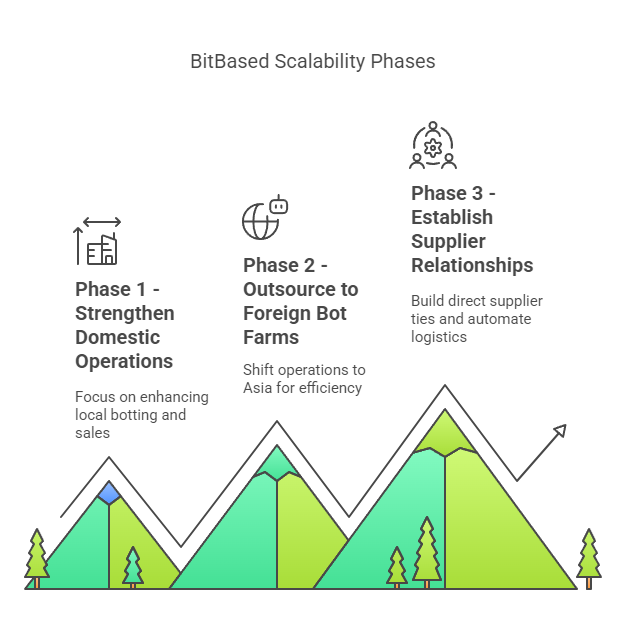 BitBased Scalability Phases
Phase 1 -
Strengthen
Domestic
Operations
Focus on enhancing
local botting and
sales
Phase 2 -
Outsource to
Foreign Bot
Farms
Shift operations to
Asia for efficiency
Phase 3 -
Establish
Supplier
Relationships
Build direct supplier
ties and automate
logistics